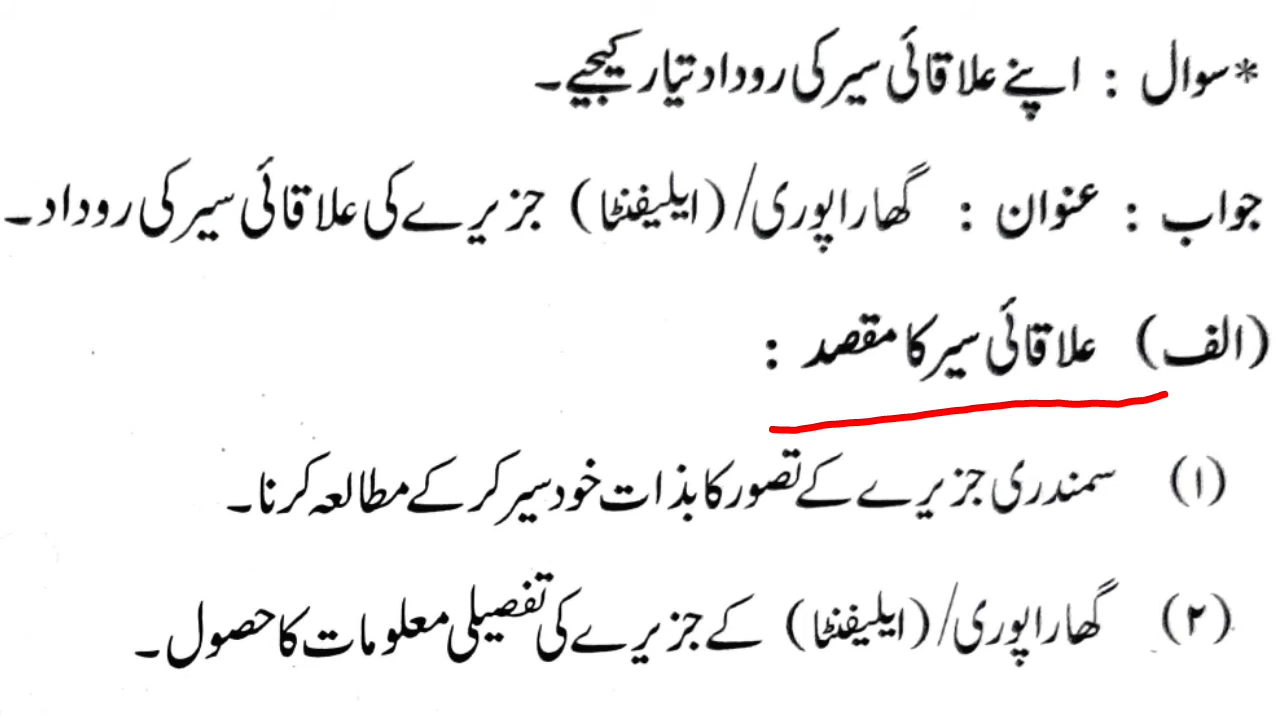 *سوال : اپنے علاقائی سیر کی روداد تیار کیجیے۔
جواب : عنوان : گھاراپوری/(ایلیفنٹا) جزیرے کی علاقائی سیر کی روداد۔
(الف) علاقائی سیر کا مقصد :
(۱) سمندری جزیرے کے تصور کا بذات خود سیر کر کے مطالعہ کرنا۔
(۲) گھاراپوری/(ایلیفنٹا) کے جزیرے کی تفصیلی معلومات کا حصول۔